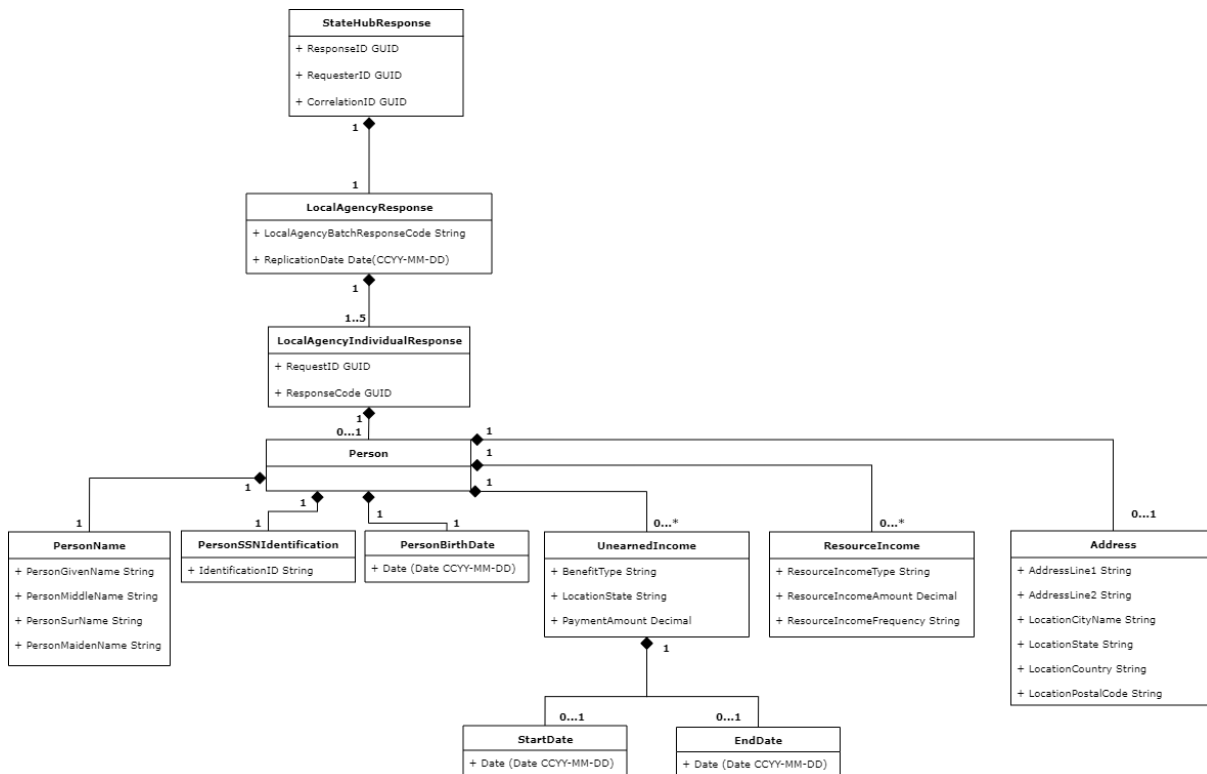 StateHubResponse
+ ResponseID GUID
+ RequesterID GUID
+ CorrelationID GUID
1
1
LocalAgencyResponse
+ LocalAgencyBatchResponseCode String
+ ReplicationDate Date(CCYY-MM-DD)
1
1..5
LocalAgencyIndividualResponse
+ RequestID GUID
+ ResponseCode GUID
1
0...1
Person
1
1
1
1
1
1
1
1
1
0...*
0...*
0...1
PersonName
+ PersonGivenName String
+ PersonMiddleName String
+ PersonSurName String
+ PersonMaidenName String
PersonSSNIdentification
+ IdentificationID String
PersonBirthDate
+ Date (Date CCYY-MM-DD)
UnearnedIncome
+ BenefitType String
+ LocationState String
+ PaymentAmount Decimal
ResourceIncome
+ ResourceIncomeType String
+ ResourceIncomeAmount Decimal
+ ResourceIncomeFrequency String
Address
+ AddressLine1 String
+ AddressLine2 String
+ LocationCityName String
+ LocationState String
+ LocationCountry String
+ LocationPostalCode String
1
0...1
0...1
StartDate
+ Date (Date CCYY-MM-DD)
EndDate
+ Date (Date CCYY-MM-DD)